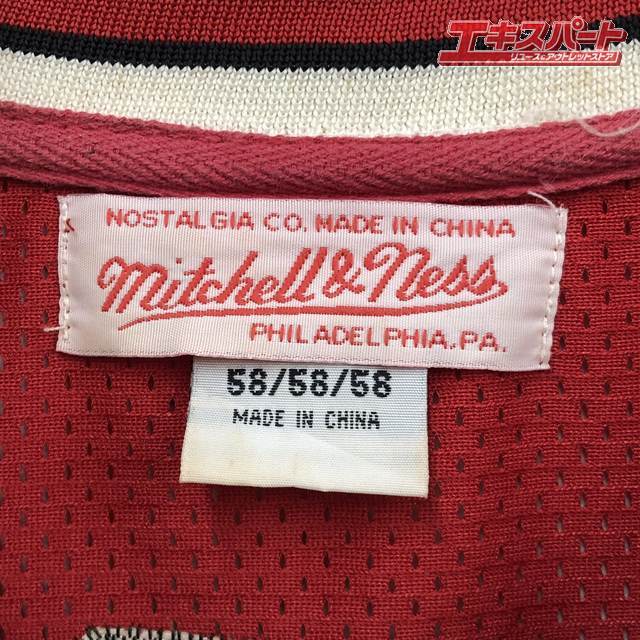 エキスパート
リユース&アウトレットストア
NOSTALGIA CO. MADE IN CHINA
Mitchell & Ness
PHILADELPHIA, PA.
58/58/58
MADE IN CHINA